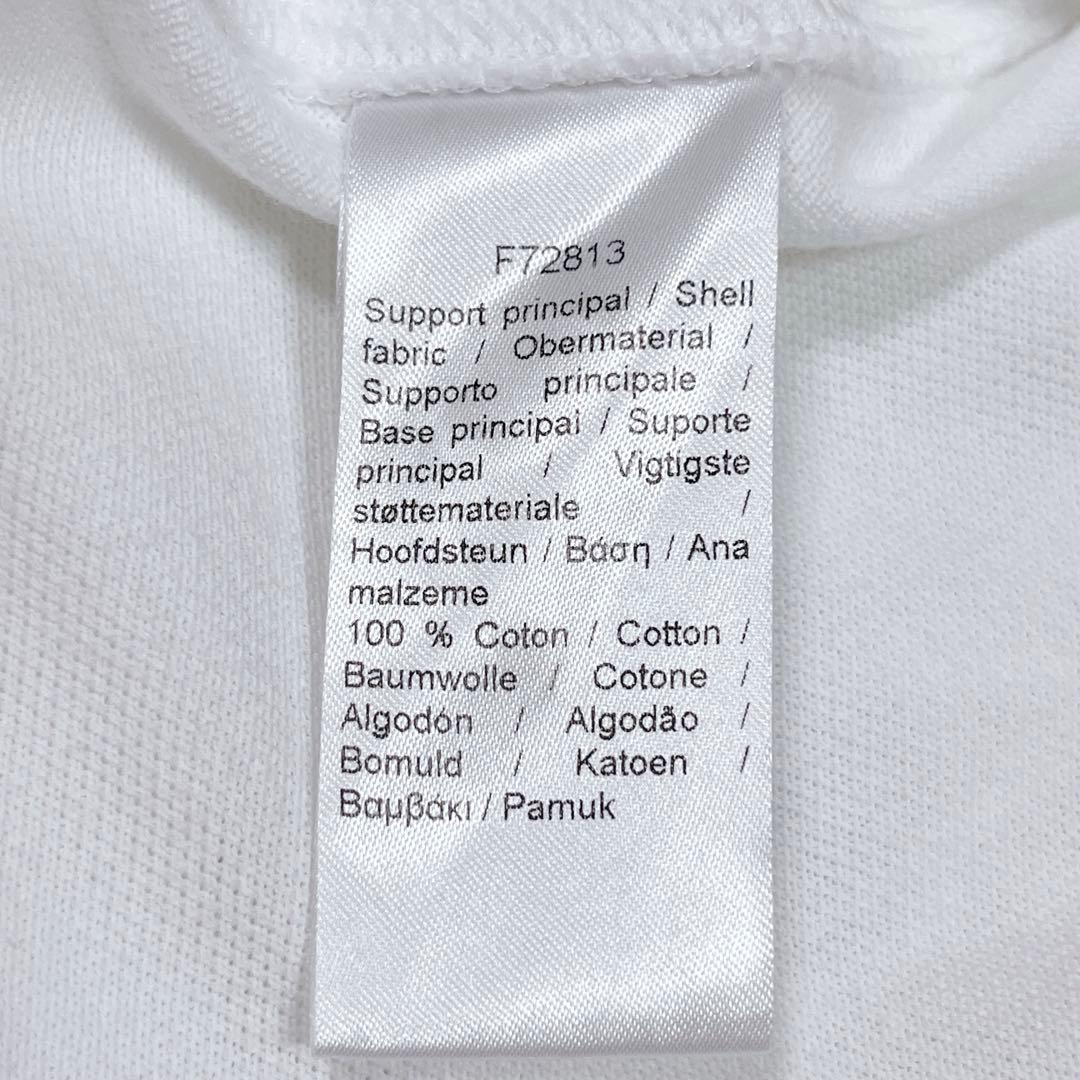 F72813
Support principal / Shell
fabric / Obermaterial /
Supporto principale /
Base principal / Suporte
principal / Vigtigste
støttemateriale /
Hoofdsteun / Βάση / Ana
malzeme
100 % Coton / Cotton /
Baumwolle / Cotone /
Algodón / Algodão /
Bomuld / Katoen /
Βαμβάκι / Pamuk